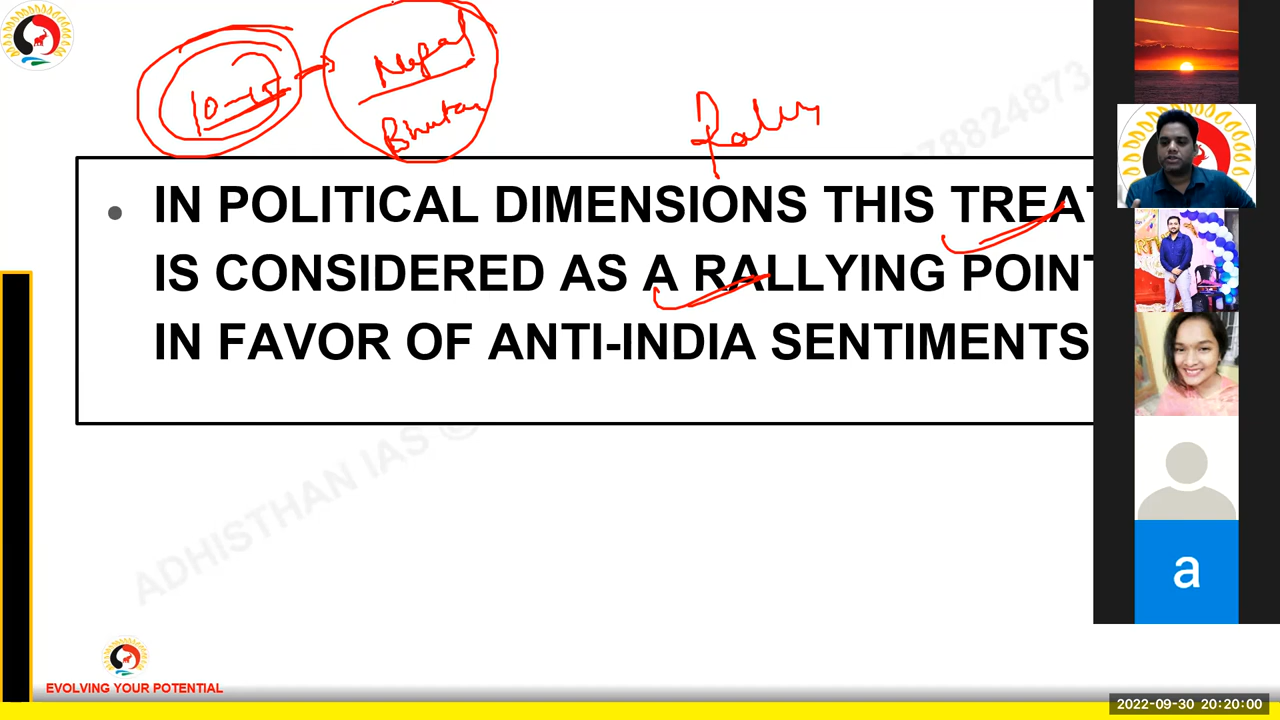 10-15
Nepal
Bhutan
Rally
78824873
• IN POLITICAL DIMENSIONS THIS TREAT
IS CONSIDERED AS A RALLYING POINT
IN FAVOR OF ANTI-INDIA SENTIMENTS
ADHISTHAN IAS ©
a
EVOLVING YOUR POTENTIAL
2022-09-30 20:20:00